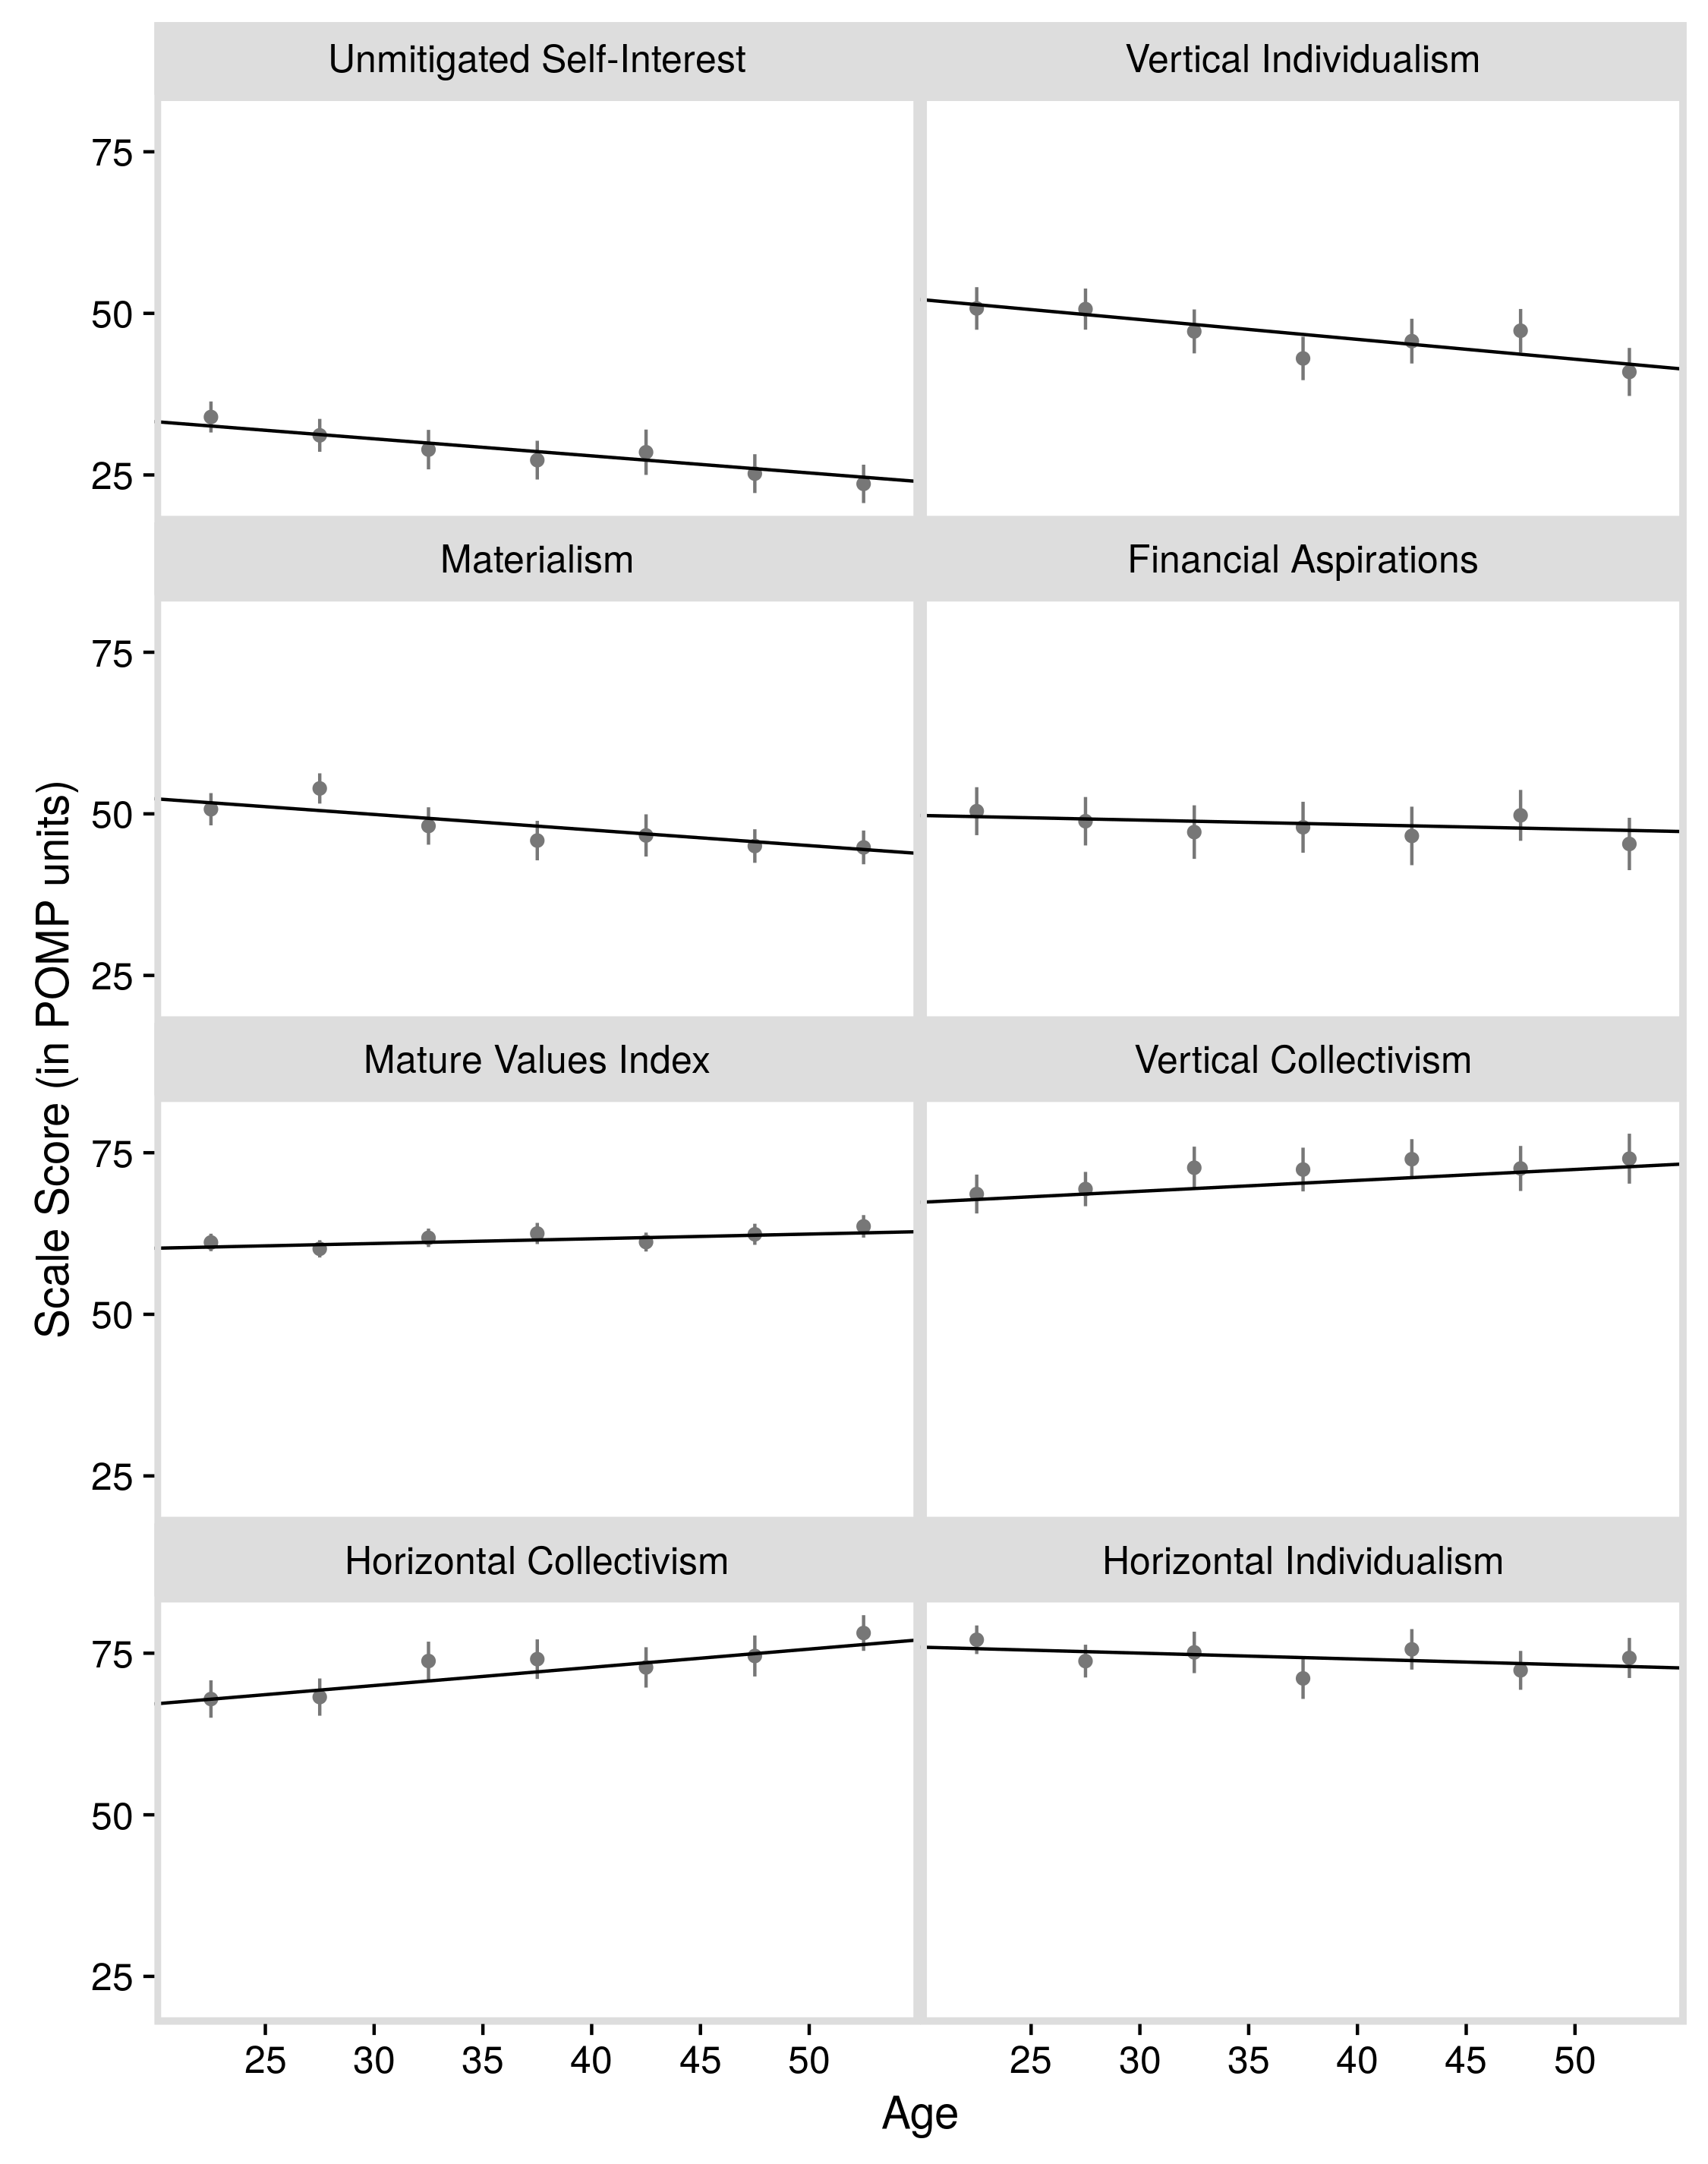 Unmitigated Self-Interest
Vertical Individualism
75
50
25
Materialism
Financial Aspirations
75
50
25
Scale Score (in POMP units)
Mature Values Index
Vertical Collectivism
75
50
25
Horizontal Collectivism
Horizontal Individualism
75
50
25
25 30 35 40 45 50
25 30 35 40 45 50
Age